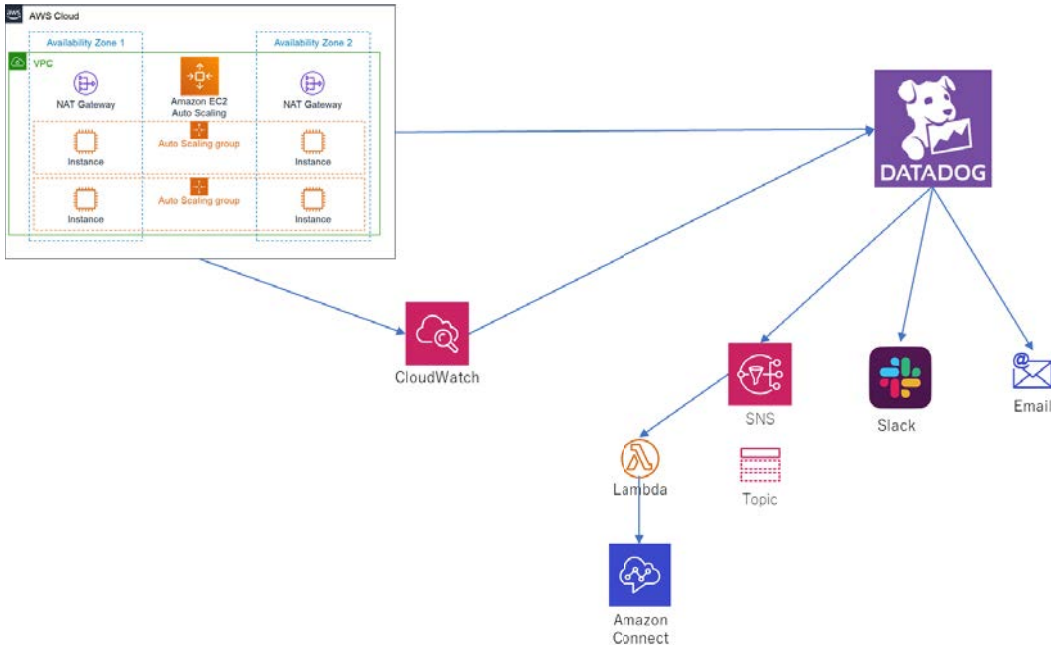 aws
AWS Cloud
Availability Zone 1
Availability Zone 2
VPC
NAT Gateway
Amazon EC2
Auto Scaling
NAT Gateway
Instance
Auto Scaling group
Instance
Instance
Auto Scaling group
Instance
DATADOG
CloudWatch
SNS
Slack
Email
Lambda
Topic
Amazon
Connect